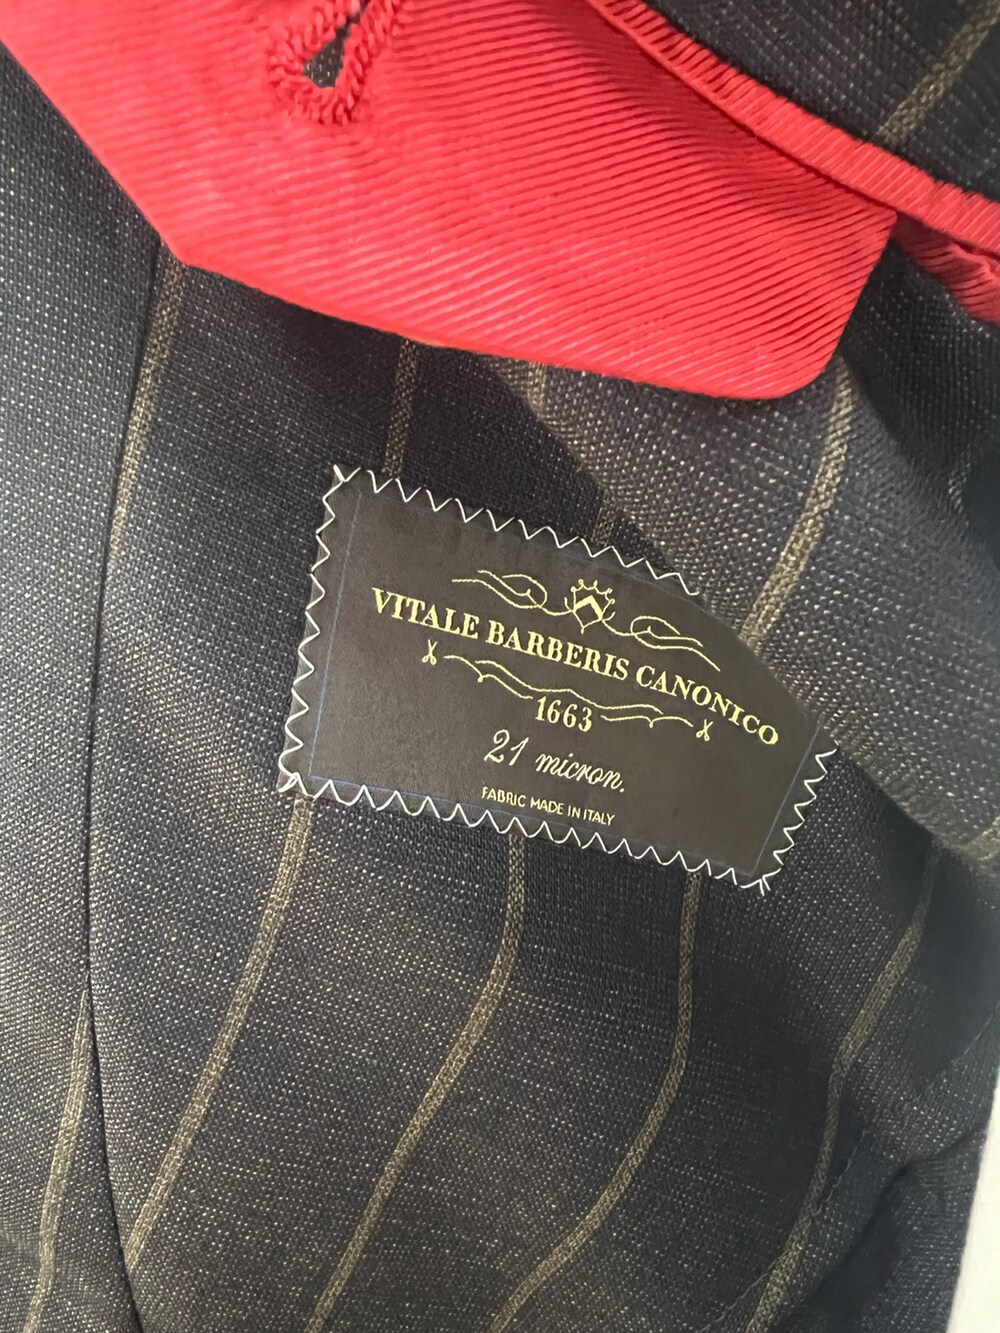 VITALE BARBERIS CANONICO
1663
21 micron.
FABRIC MADE IN ITALY